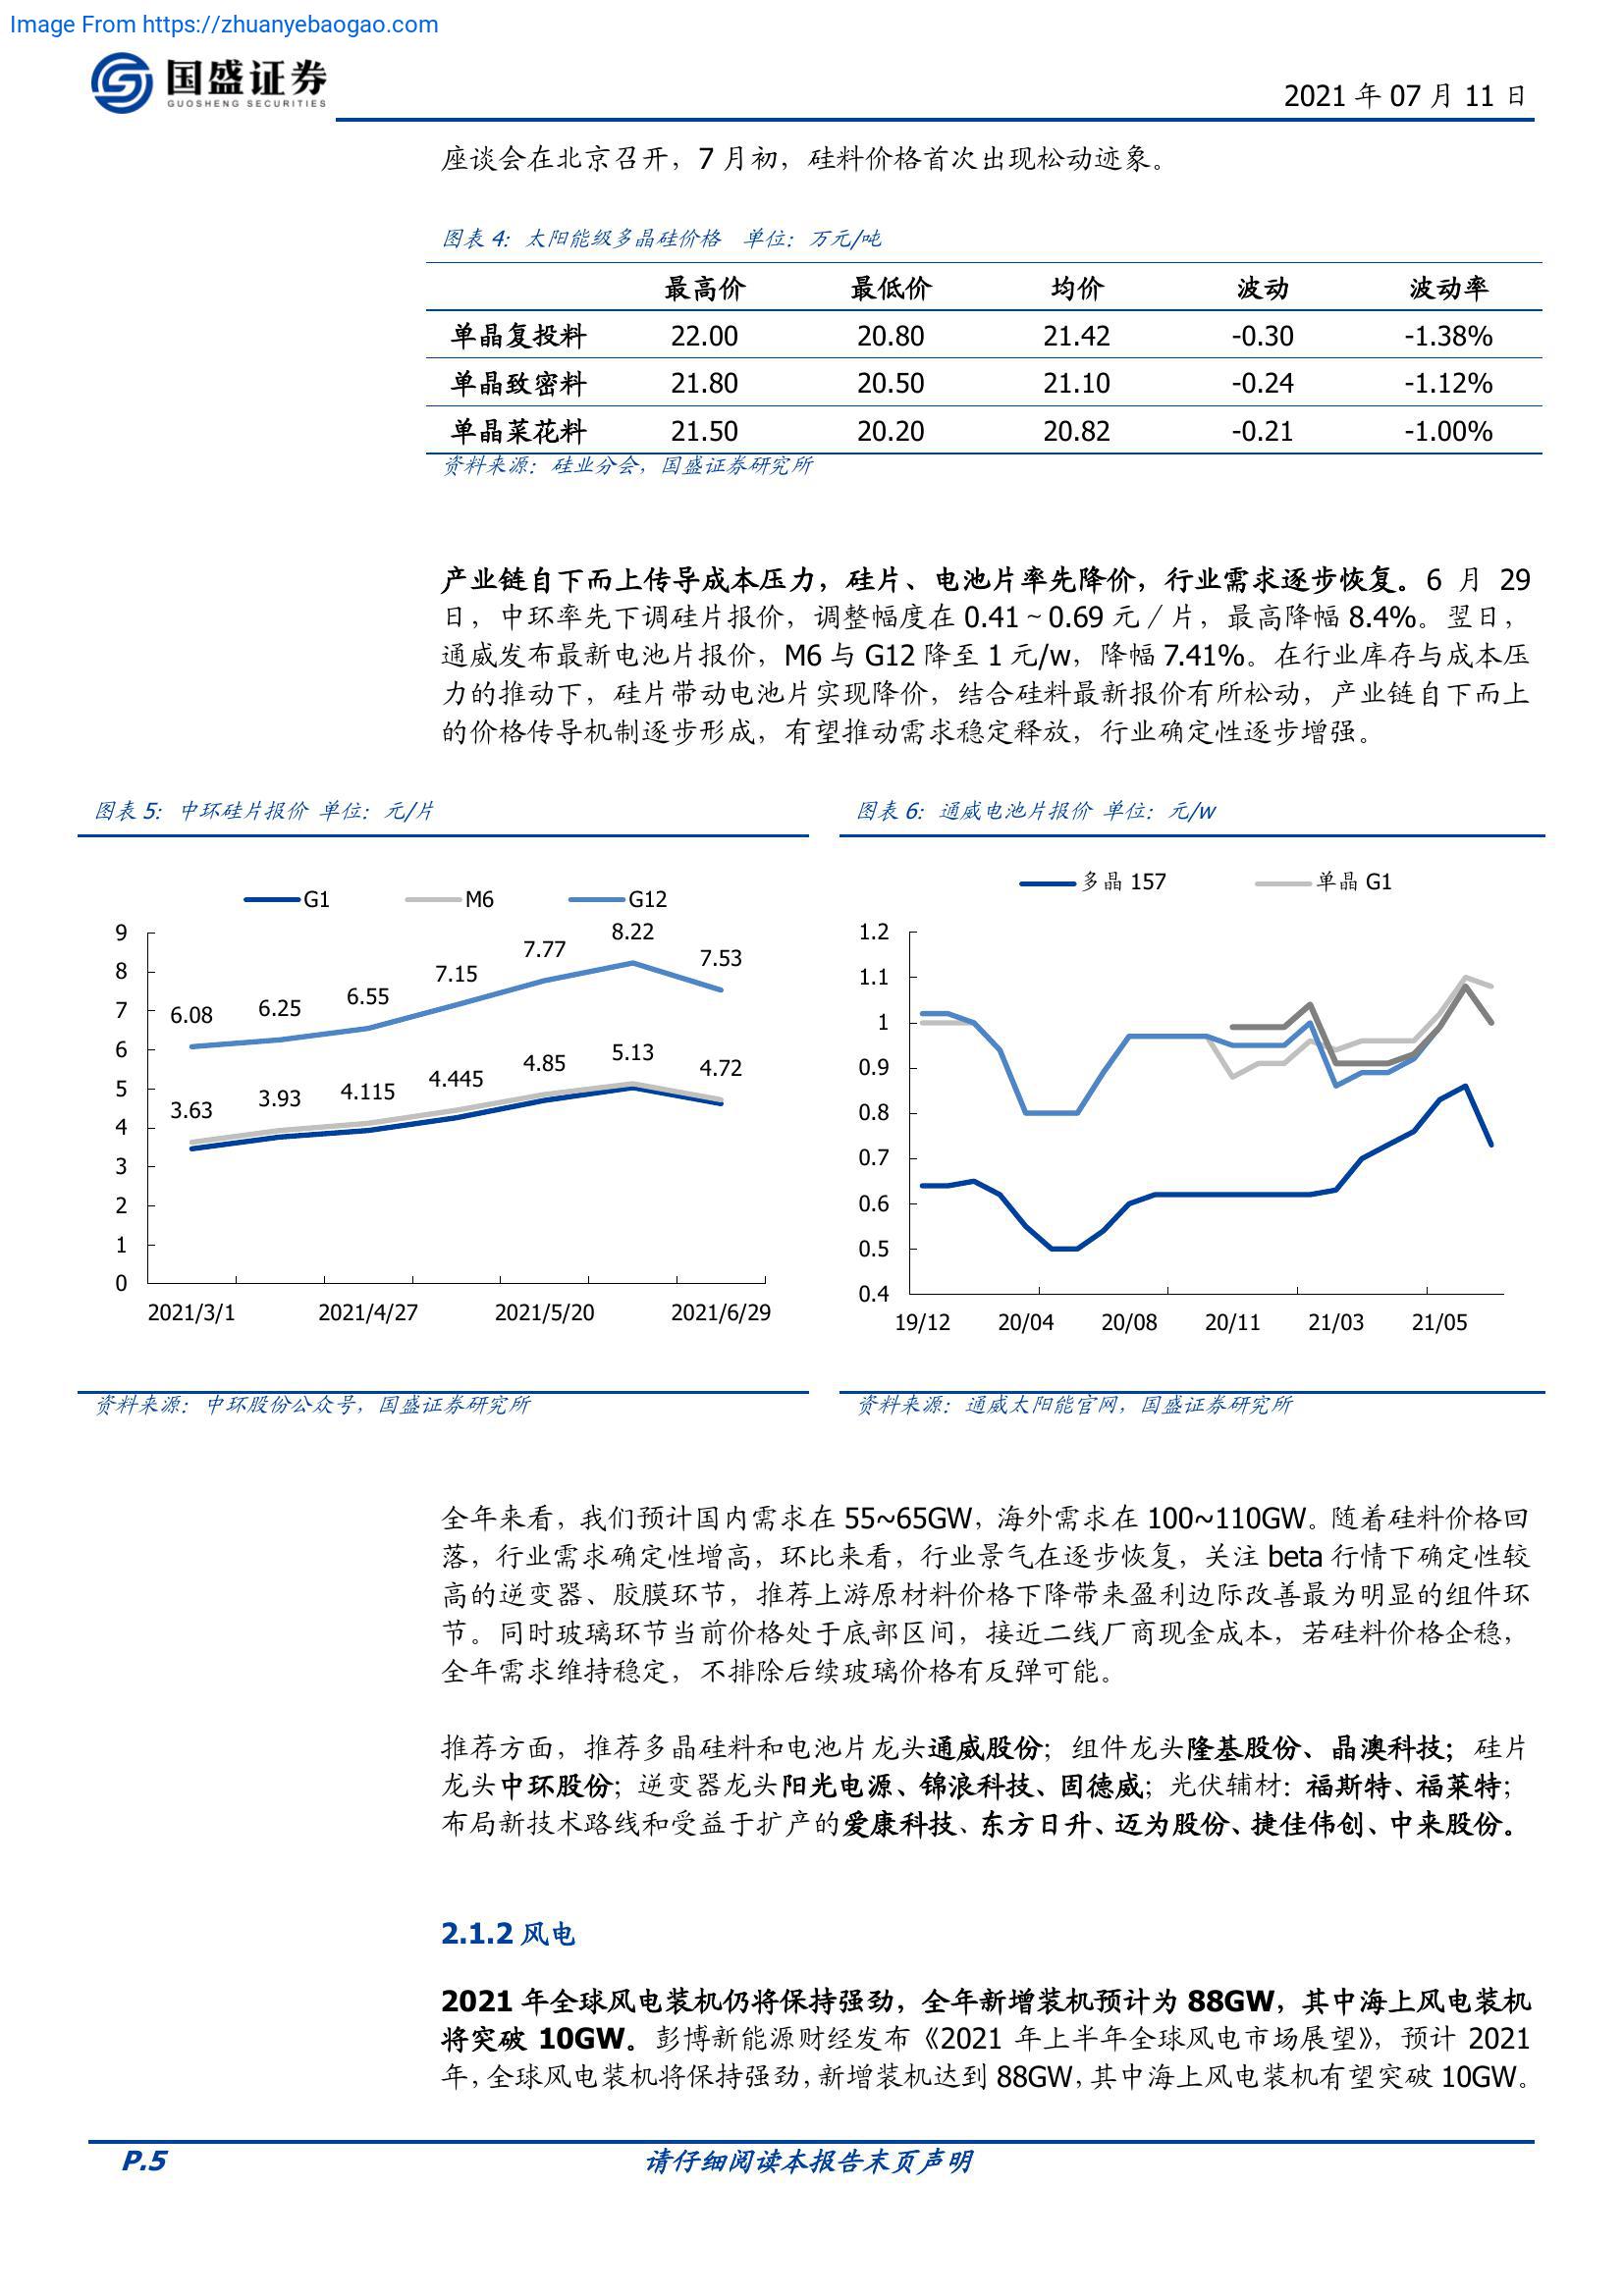 Image From https://zhuanyebaogao.com
国盛证券
GUOSHENG SECURITIES
2021 年 07 月 11 日
座谈会在北京召开，7 月初，硅料价格首次出现松动迹象。
图表 4：太阳能级多晶硅价格 单位：万元/吨
最高价 最低价 均价 波动 波动率
单晶复投料 22.00 20.80 21.42 -0.30 -1.38%
单晶致密料 21.80 20.50 21.10 -0.24 -1.12%
单晶菜花料 21.50 20.20 20.82 -0.21 -1.00%
资料来源：硅业分会，国盛证券研究所
产业链自下而上传导成本压力，硅片、电池片率先降价，行业需求逐步恢复。6 月 29
日，中环率先下调硅片报价，调整幅度在 0.41～0.69 元／片，最高降幅 8.4%。翌日，
通威发布最新电池片报价，M6 与 G12 降至 1 元/w，降幅 7.41%。在行业库存与成本压
力的推动下，硅片带动电池片实现降价，结合硅料最新报价有所松动，产业链自下而上
的价格传导机制逐步形成，有望推动需求稳定释放，行业确定性逐步增强。
图表 5：中环硅片报价 单位：元/片
G1 M6 G12
9
8
7
6
5
4
3
2
1
0
6.08 6.25 6.55 7.15 7.77 8.22 7.53
3.63 3.93 4.115 4.445 4.85 5.13 4.72
2021/3/1 2021/4/27 2021/5/20 2021/6/29
资料来源：中环股份公众号，国盛证券研究所
图表 6：通威电池片报价 单位：元/w
多晶 157 单晶 G1
1.2
1.1
1
0.9
0.8
0.7
0.6
0.5
0.4
19/12 20/04 20/08 20/11 21/03 21/05
资料来源：通威太阳能官网，国盛证券研究所
全年来看，我们预计国内需求在 55~65GW，海外需求在 100~110GW。随着硅料价格回
落，行业需求确定性增高，环比来看，行业景气在逐步恢复，关注 beta 行情下确定性较
高的逆变器、胶膜环节，推荐上游原材料价格下降带来盈利边际改善最为明显的组件环
节。同时玻璃环节当前价格处于底部区间，接近二线厂商现金成本，若硅料价格企稳，
全年需求维持稳定，不排除后续玻璃价格有反弹可能。
推荐方面，推荐多晶硅料和电池片龙头通威股份；组件龙头隆基股份、晶澳科技；硅片
龙头中环股份；逆变器龙头阳光电源、锦浪科技、固德威；光伏辅材：福斯特、福莱特；
布局新技术路线和受益于扩产的爱康科技、东方日升、迈为股份、捷佳伟创、中来股份。
2.1.2 风电
2021 年全球风电装机仍将保持强劲，全年新增装机预计为 88GW，其中海上风电装机
将突破 10GW。彭博新能源财经发布《2021 年上半年全球风电市场展望》，预计 2021
年，全球风电装机将保持强劲，新增装机达到 88GW，其中海上风电装机有望突破 10GW。
P.5
请仔细阅读本报告末页声明